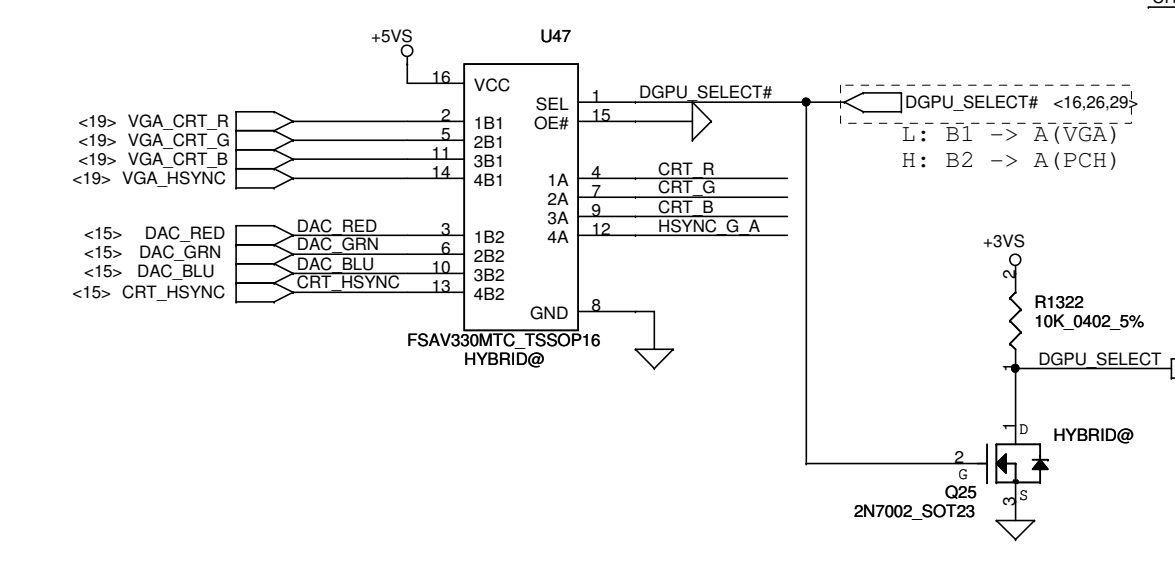 +5VS
U47
16 VCC
SEL 1 DGPU_SELECT#
OE# 15
DGPU_SELECT# <16,26,29>
L: B1 -> A(VGA)
H: B2 -> A(PCH)
<19> VGA_CRT_R 2 1B1
<19> VGA_CRT_G 5 2B1
<19> VGA_CRT_B 11 3B1
<19> VGA_HSYNC 14 4B1
1A 4 CRT_R
2A 7 CRT_G
3A 9 CRT_B
4A 12 HSYNC_G_A
<15> DAC_RED DAC_RED 3 1B2
<15> DAC_GRN DAC_GRN 6 2B2
<15> DAC_BLU DAC_BLU 10 3B2
<15> CRT_HSYNC CRT_HSYNC 13 4B2
GND 8
FSAV330MTC_TSSOP16
HYBRID@
+3VS
2
R1322
10K_0402_5%
1
DGPU_SELECT
1 D
HYBRID@
2
G
Q25
2N7002_SOT23
3 S